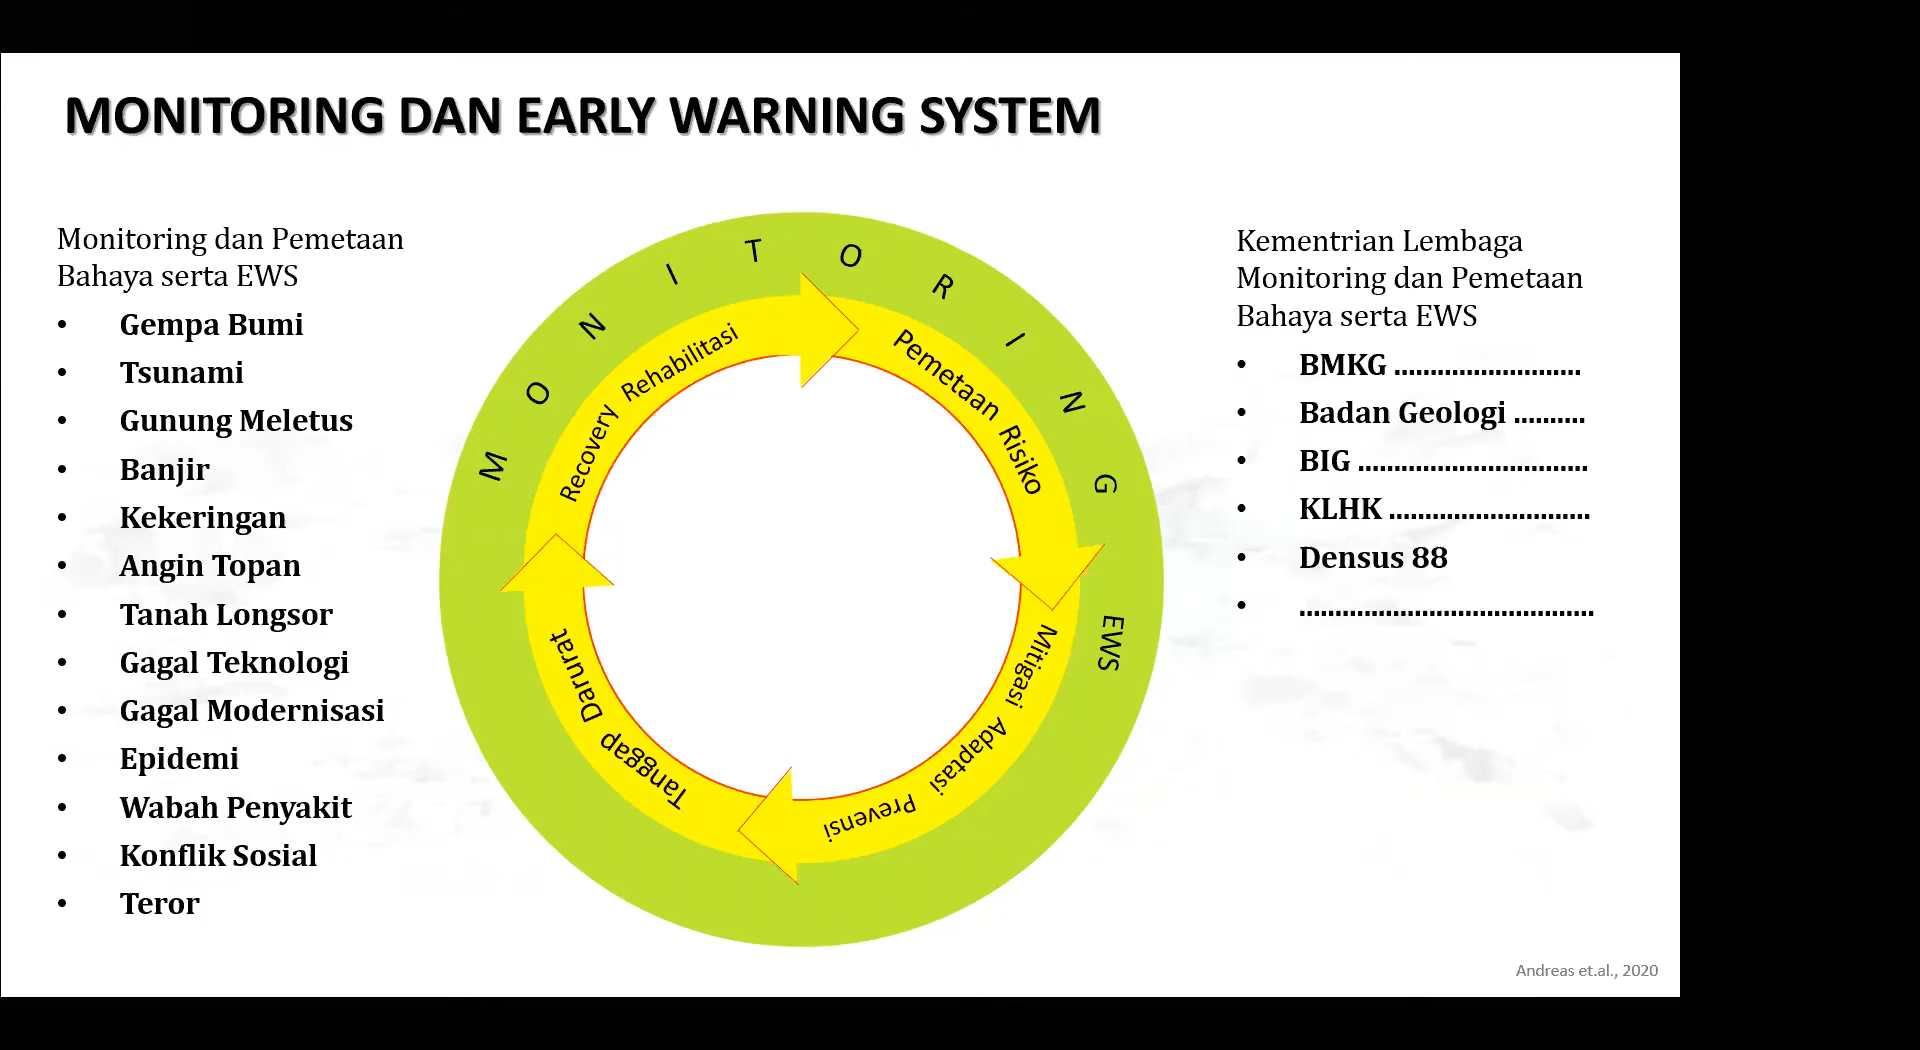 MONITORING DAN EARLY WARNING SYSTEM
Monitoring dan Pemetaan
Bahaya serta EWS
• Gempa Bumi
• Tsunami
• Gunung Meletus
• Banjir
• Kekeringan
• Angin Topan
• Tanah Longsor
• Gagal Teknologi
• Gagal Modernisasi
• Epidemi
• Wabah Penyakit
• Konflik Sosial
• Teror
MONITORING
EWS
Pemetaan Risiko
Mitigasi Adaptasi Prevensi
Tanggap Darurat
Recovery Rehabilitasi
Kementrian Lembaga
Monitoring dan Pemetaan
Bahaya serta EWS
• BMKG ..........................
• Badan Geologi ..........
• BIG ................................
• KLHK ............................
• Densus 88
• .........................................
Andreas et.al., 2020